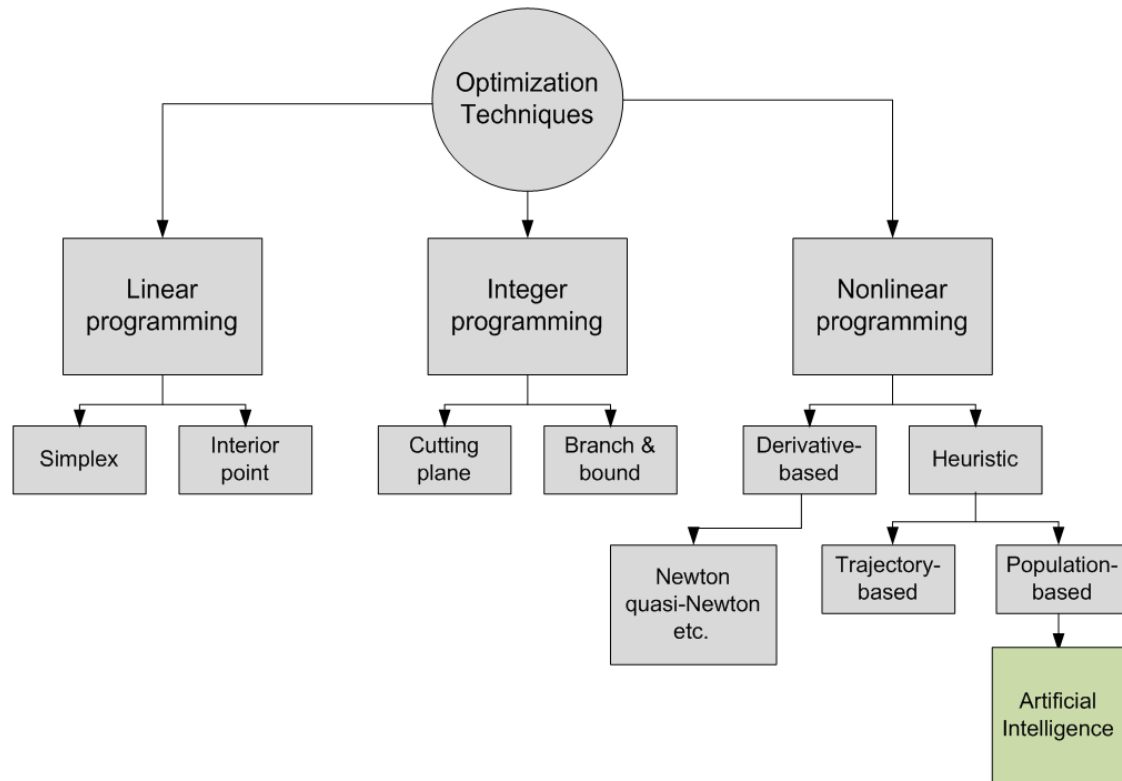 Optimization
Techniques
Linear
programming
Integer
programming
Nonlinear
programming
Simplex
Interior
point
Cutting
plane
Branch &
bound
Derivative-
based
Heuristic
Newton
quasi-Newton
etc.
Trajectory-
based
Population-
based
Artificial
Intelligence